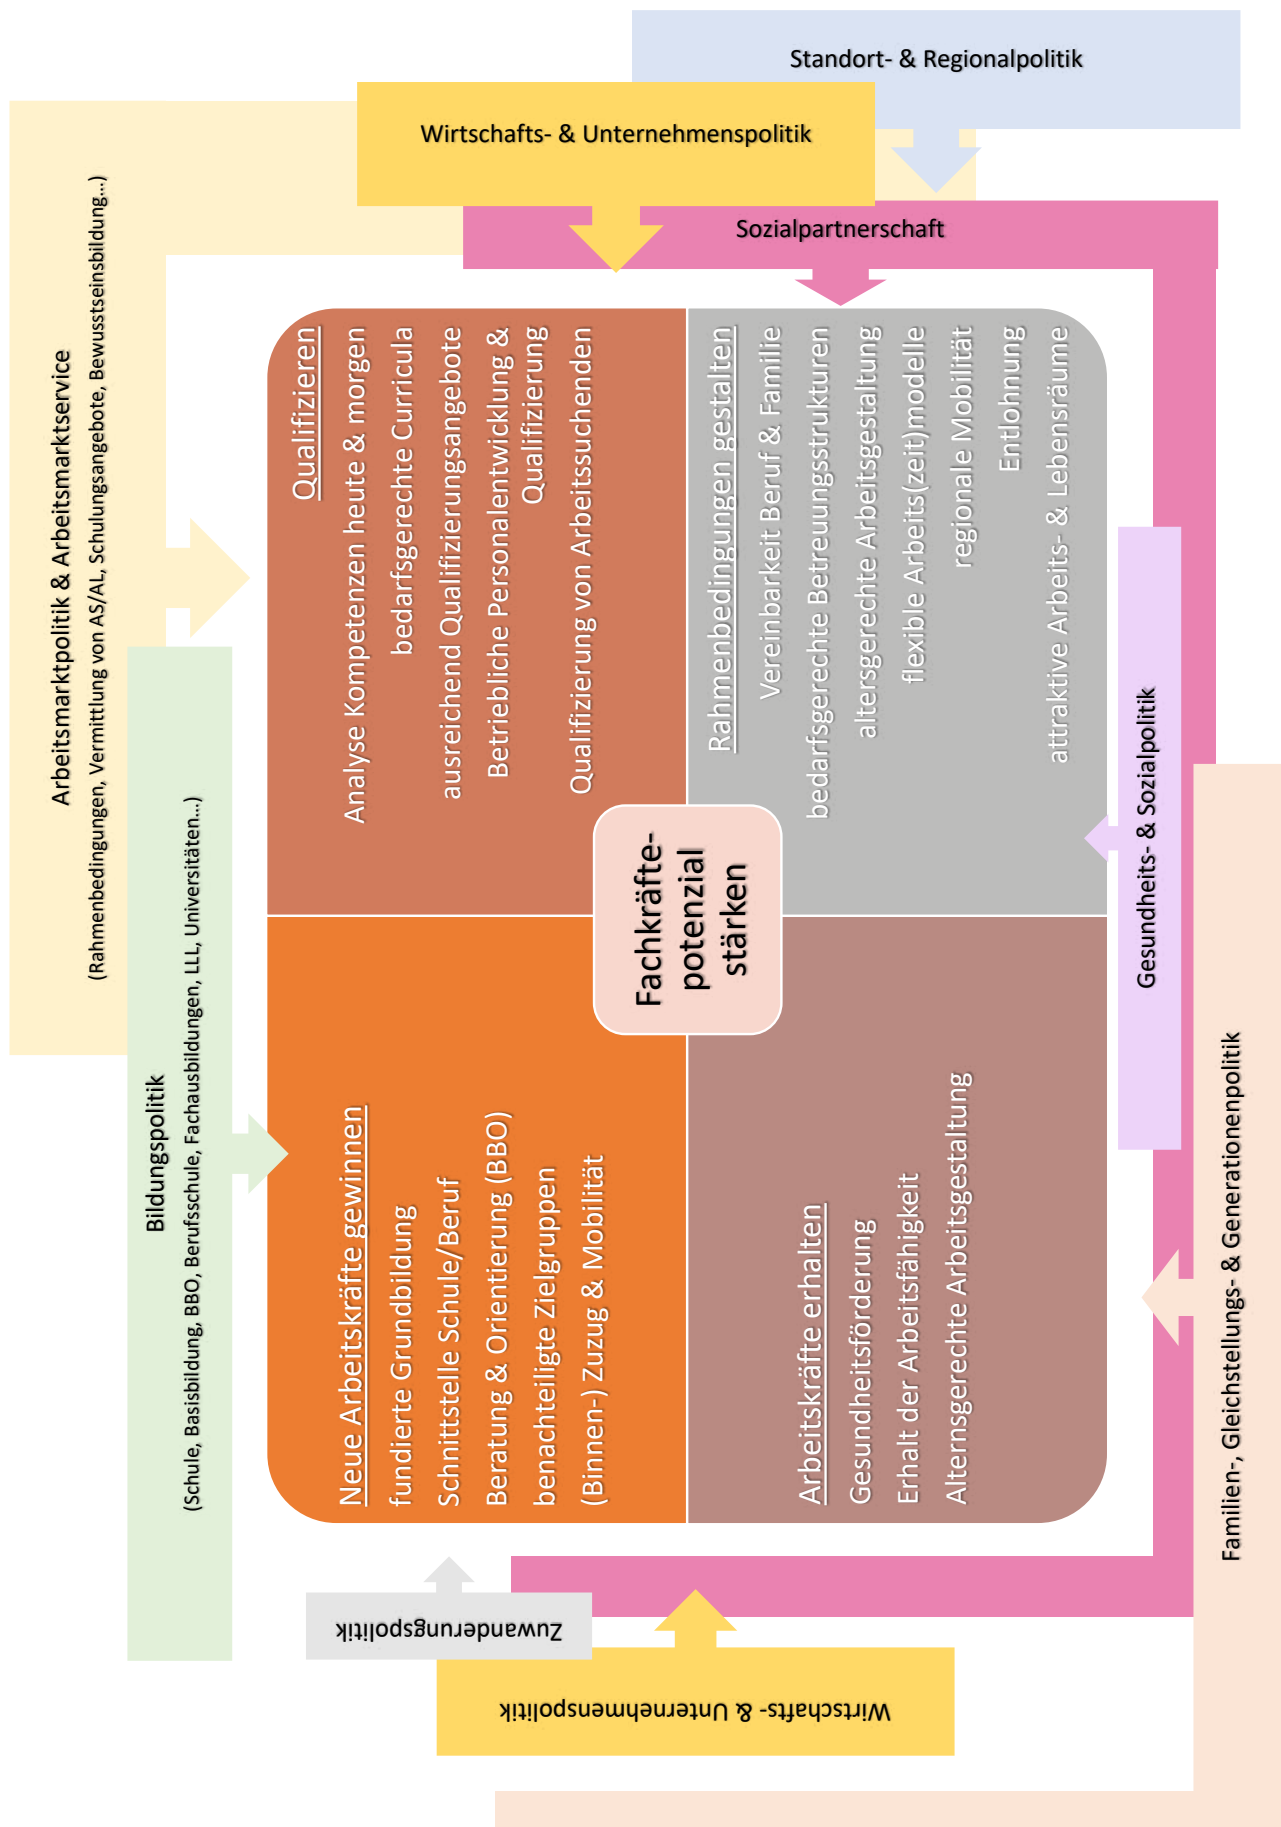 Arbeitsmarktpolitik & Arbeitsmarktservice
(Rahmenbedingungen, Vermittlung von AS/AL, Schulungsangebote, Bewusstseinsbildung...)
Bildungspolitik
(Schule, Basisbildung, BBO, Berufsschule, Fachausbildungen, LLL, Universitäten...)
Zuwanderungspolitik
Wirtschafts- & Unternehmenspolitik
Neue Arbeitskräfte gewinnen
fundierte Grundbildung
Schnittstelle Schule/Beruf
Beratung & Orientierung (BBO)
benachteiligte Zielgruppen
(Binnen-) Zuzug & Mobilität
Qualifizieren
Analyse Kompetenzen heute & morgen
bedarfsgerechte Curricula
ausreichend Qualifizierungsangebote
Betriebliche Personalentwicklung &
Qualifizierung
Qualifizierung von Arbeitssuchenden
Fachkräfte-
potenzial
stärken
Arbeitskräfte erhalten
Gesundheitsförderung
Erhalt der Arbeitsfähigkeit
Alternsgerechte Arbeitsgestaltung
Rahmenbedingungen gestalten
Vereinbarkeit Beruf & Familie
bedarfsgerechte Betreuungsstrukturen
altersgerechte Arbeitsgestaltung
flexible Arbeits(zeit)modelle
regionale Mobilität
Entlohnung
attraktive Arbeits- & Lebensräume
Wirtschafts- & Unternehmenspolitik
Standort- & Regionalpolitik
Sozialpartnerschaft
Gesundheits- & Sozialpolitik
Familien-, Gleichstellungs- & Generationenpolitik